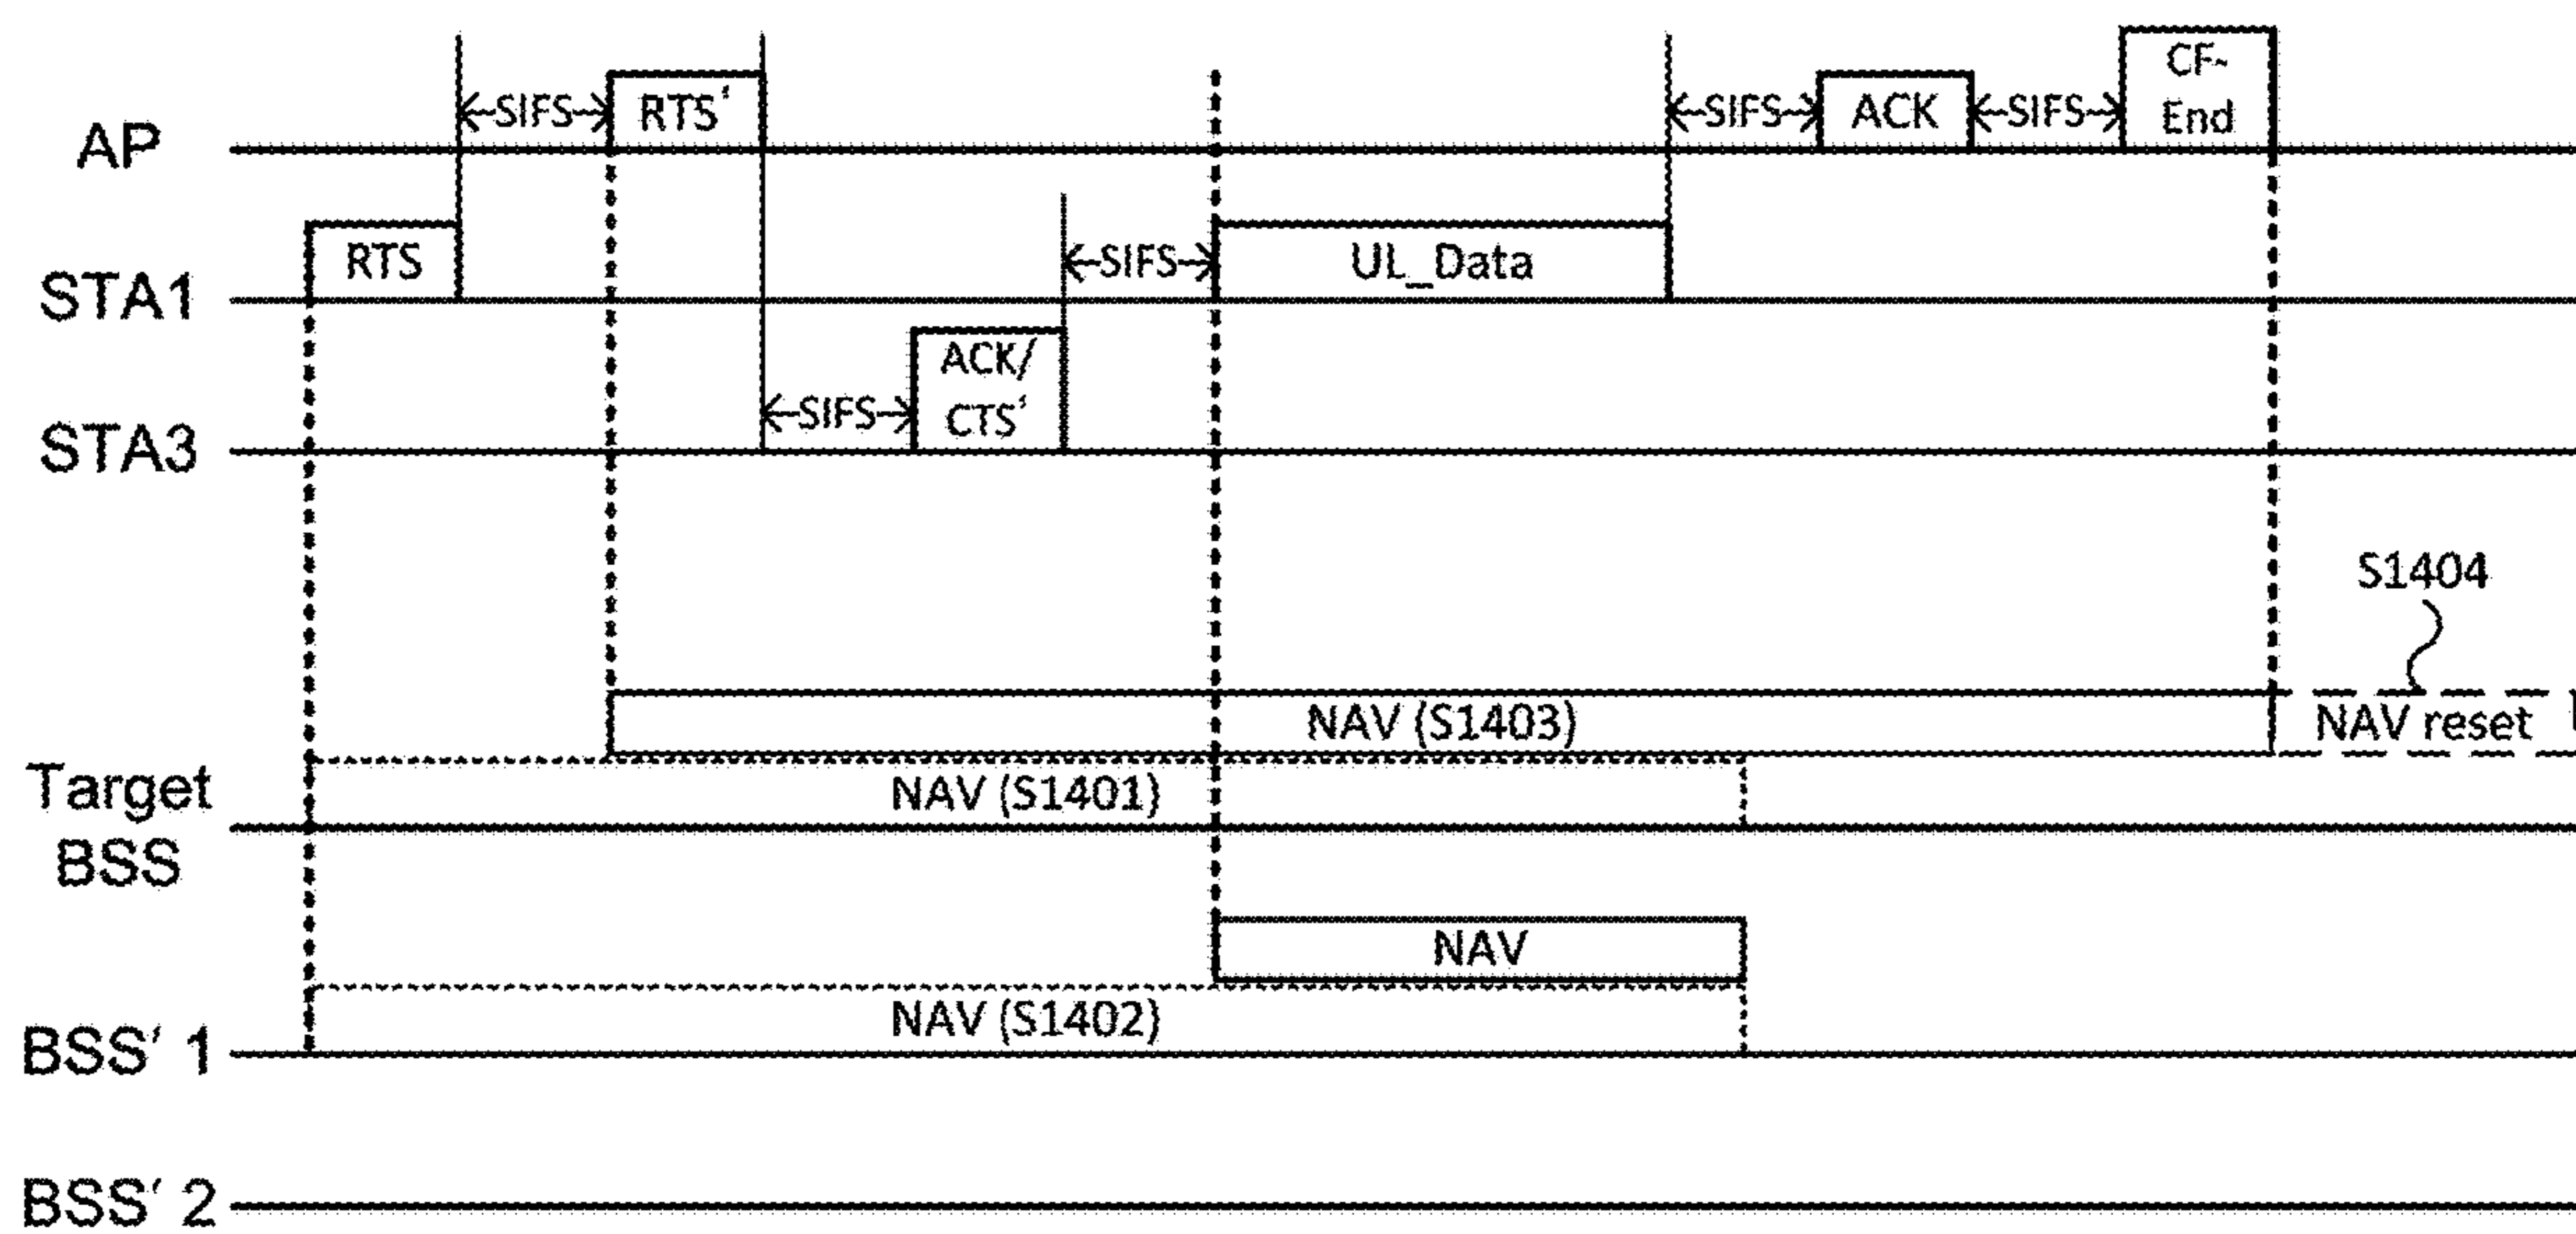 AP
SIFS
RTS'
SIFS
ACK
SIFS
CF-
End
STA1
RTS
SIFS
UL_Data
STA3
SIFS
ACK/
CTS'
S1404
NAV (S1403)
NAV reset
Target
BSS
NAV (S1401)
NAV
BSS' 1
NAV (S1402)
BSS' 2